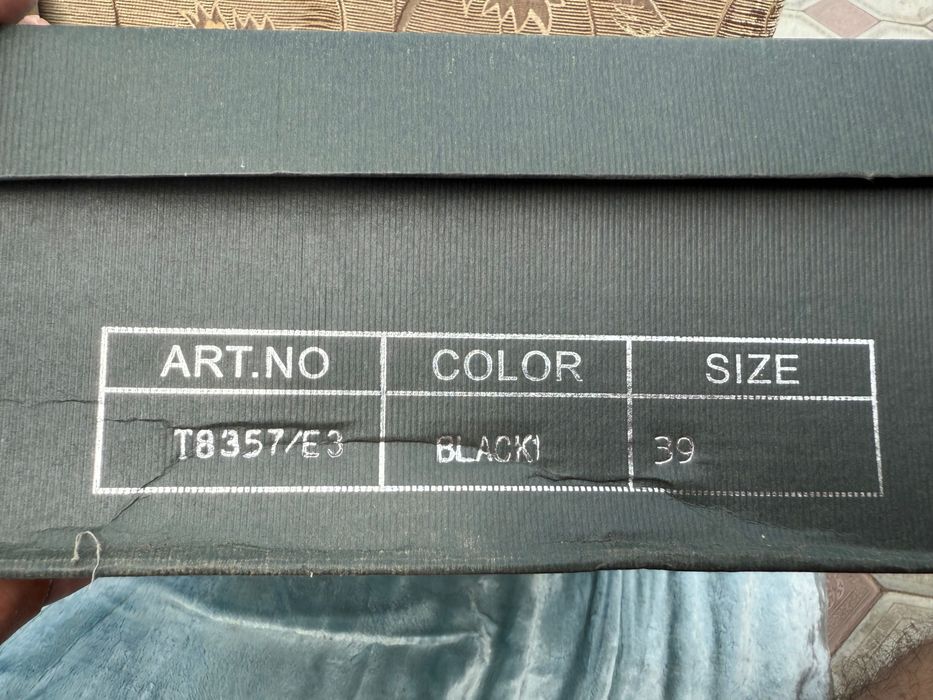 ART.NO COLOR SIZE
T8357/E3 BLACK1 39